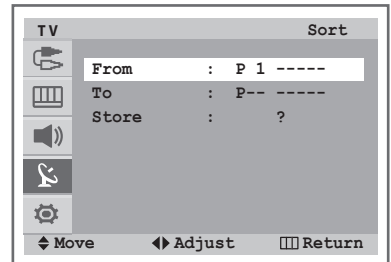 TV Sort
From : P 1 -----
To : P-- -----
Store : ?
Move Adjust Return